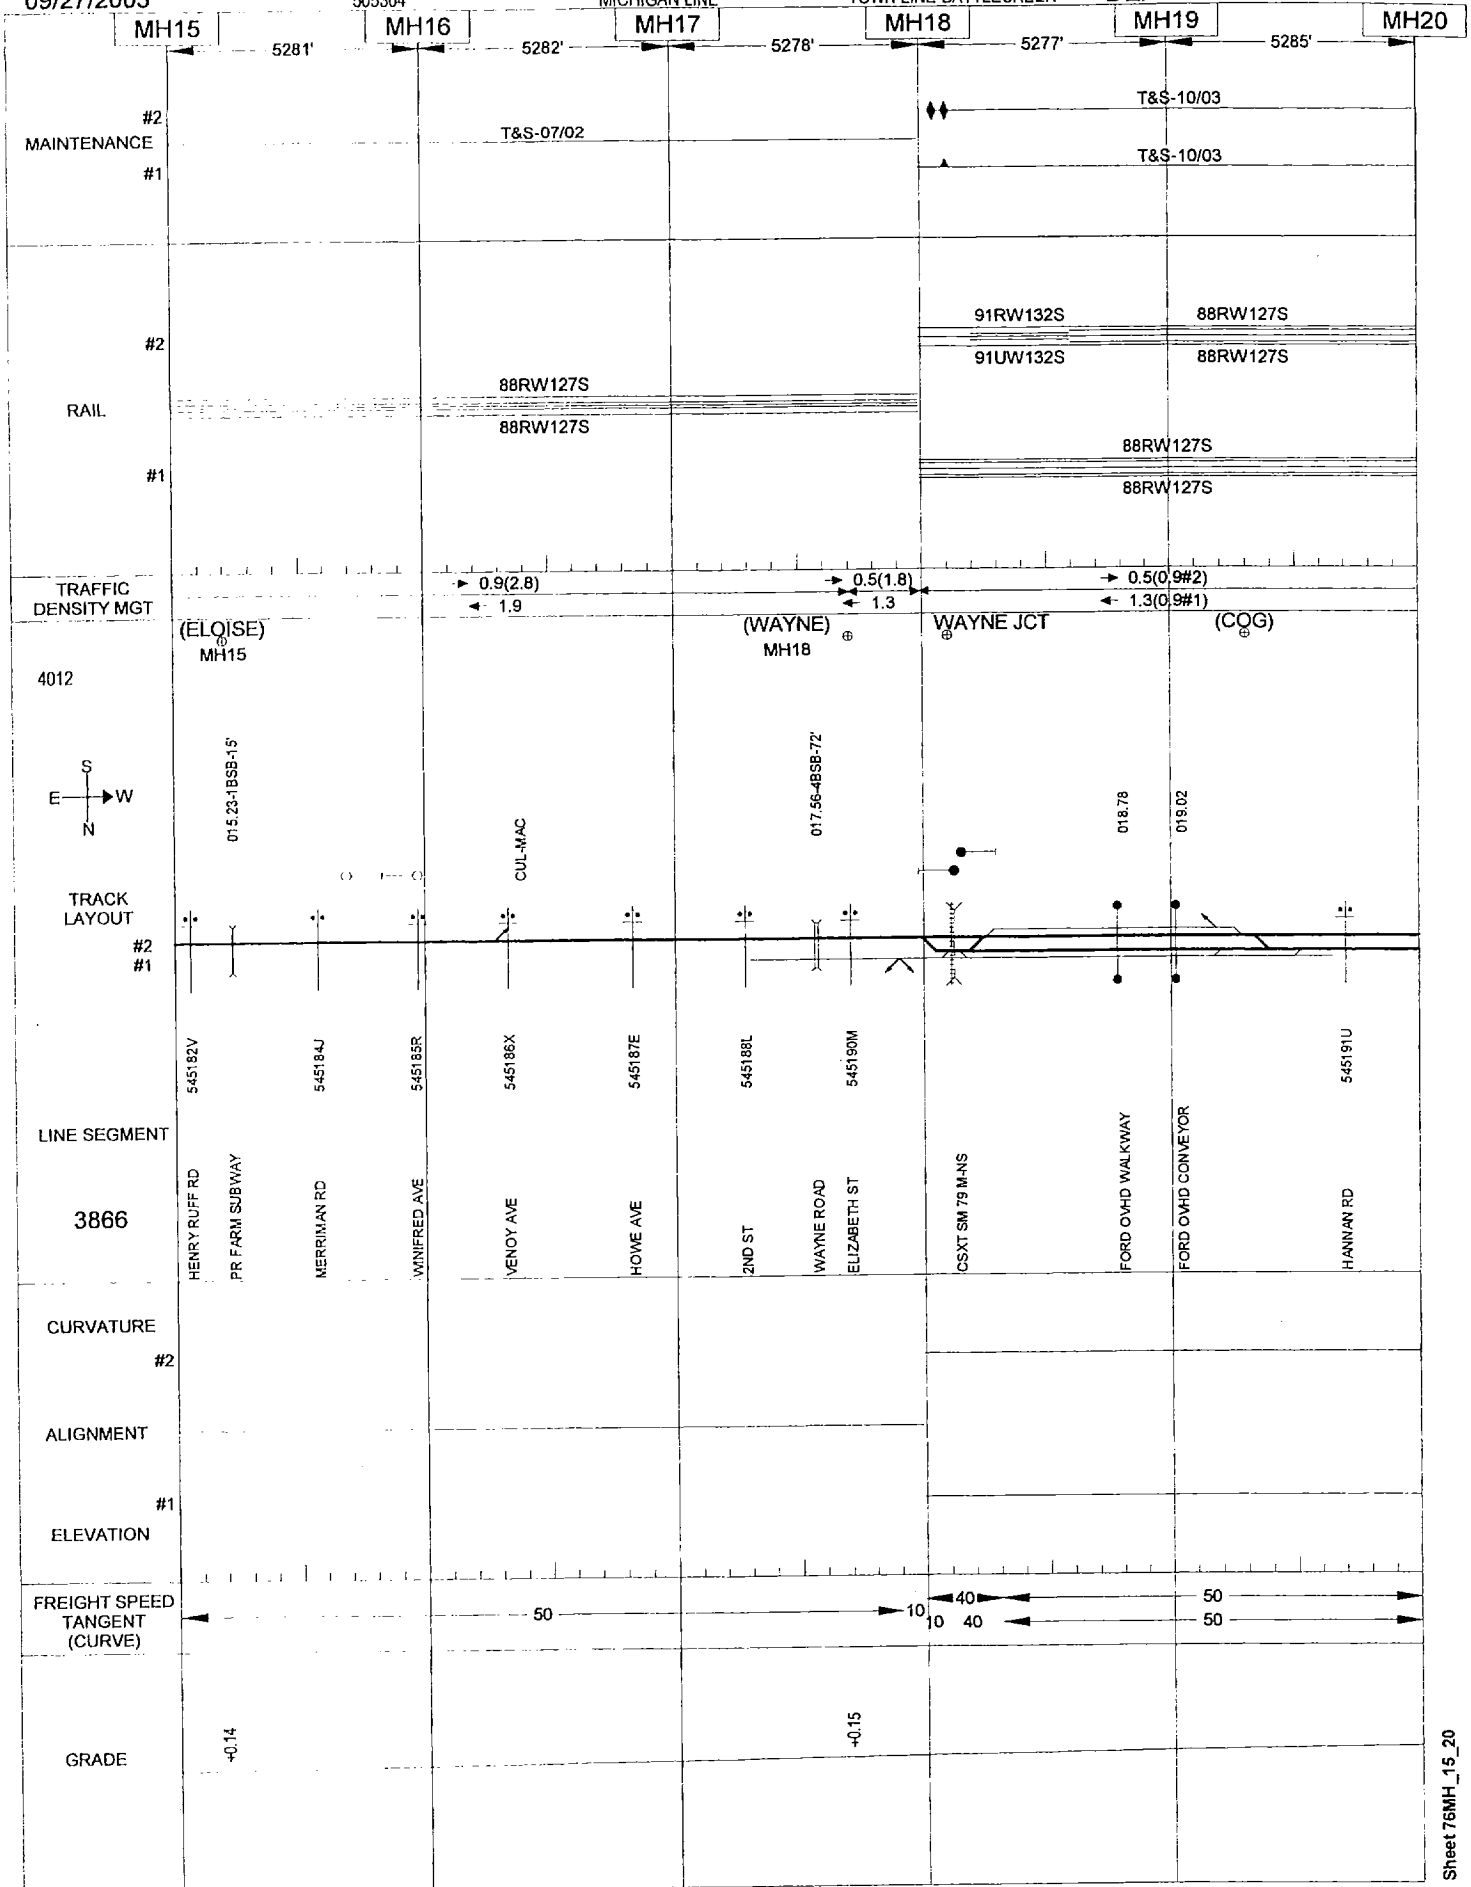 09/27/2003 505304 MICHIGAN LINE TOWN LINE-BATTLECREEK
MH15 MH16 MH17 MH18 MH19 MH20
5281' 5282' 5278' 5277' 5285'
#2 T&S-10/03
MAINTENANCE T&S-07/02
#1 T&S-10/03
91RW132S 88RW127S
#2
91UW132S 88RW127S
88RW127S
RAIL
88RW127S
88RW127S
#1
88RW127S
TRAFFIC
DENSITY MGT
0.9(2.8) 0.5(1.8) 0.5(0.9#2)
1.9 1.3 1.3(0.9#1)
(ELOISE) (WAYNE) WAYNE JCT (COG)
MH15 MH18
4012
S
E W
N
015.23-1BSB-15'
CUL-MAC
017.56-4BSB-72'
018.78
019.02
TRACK
LAYOUT
#2
#1
545182V
545184J
545185R
545186X
545187E
545188L
545190M
545191U
LINE SEGMENT
3866
HENRY RUFF RD
PR FARM SUBWAY
MERRIMAN RD
WINIFRED AVE
VENOY AVE
HOWE AVE
2ND ST
WAYNE ROAD
ELIZABETH ST
CSXT SM 79 M-NS
FORD OVHD WALKWAY
FORD OVHD CONVEYOR
HANNAN RD
CURVATURE
#2
ALIGNMENT
#1
ELEVATION
FREIGHT SPEED
TANGENT
(CURVE)
50 10 40 50
10 40 50
GRADE
+0.14
+0.15
Sheet 76MH_15_20